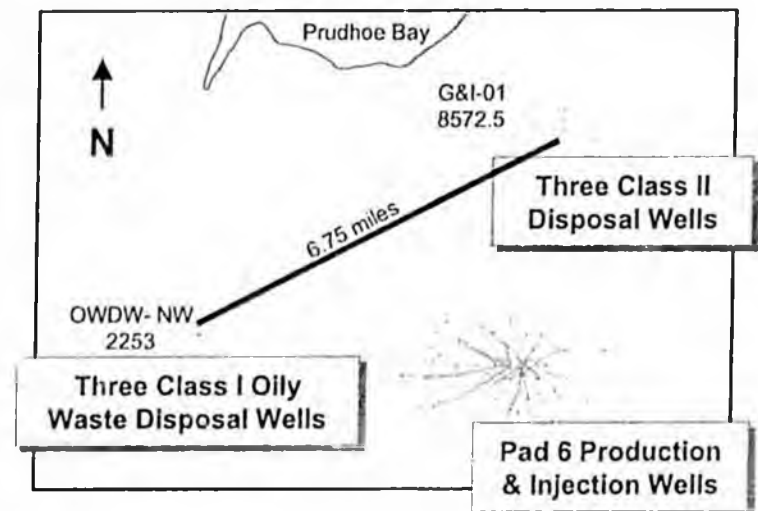 Prudhoe Bay
N
G&I-01
8572.5
Three Class II
Disposal Wells
6.75 miles
OWDW- NW
2253
Three Class I Oily
Waste Disposal Wells
Pad 6 Production
& Injection Wells